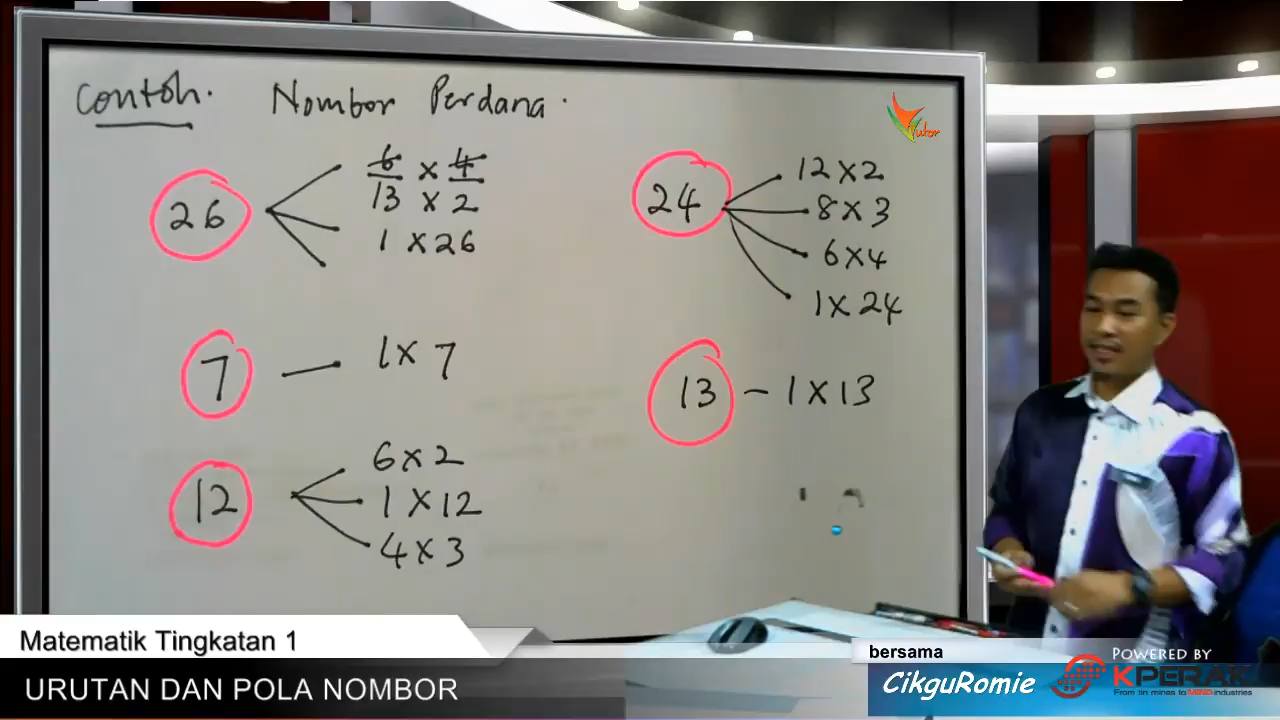 Contoh. Nombor Perdana.
26
6 x 4
13 x 2
1 x 26
7 — 1 x 7
12
6 x 2
1 x 12
4 x 3
Tutor
24
12 x 2
8 x 3
6 x 4
1 x 24
13 — 1 x 13
Matematik Tingkatan 1
URUTAN DAN POLA NOMBOR
bersama
CikguRomie
POWERED BY
KPERAK
From tin mines to MIND industries